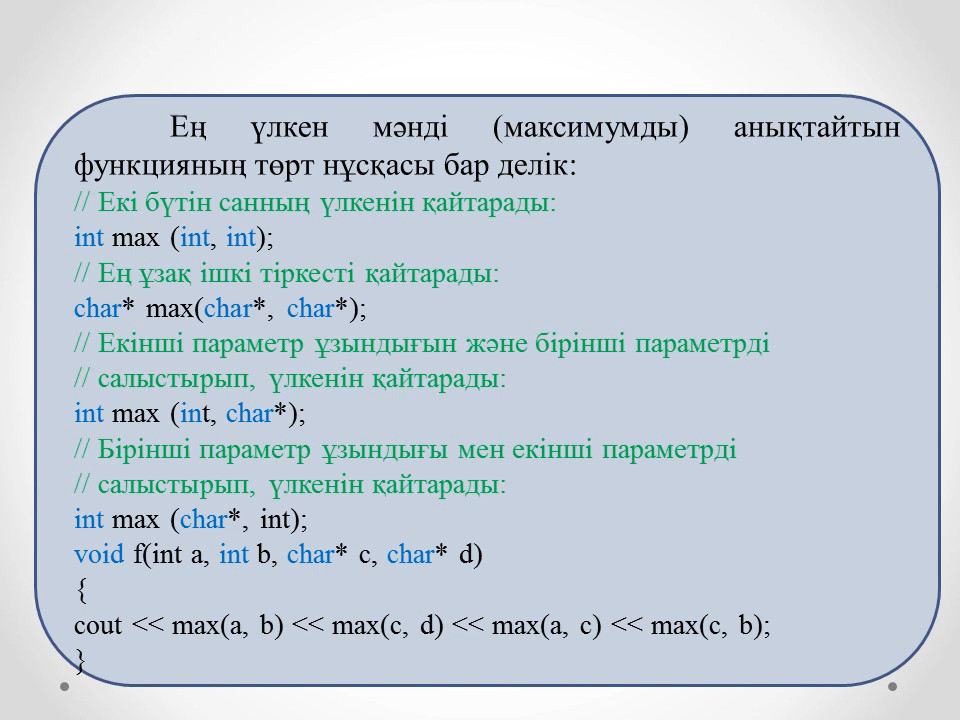 Ең үлкен мәнді (максимумды) анықтайтын
функцияның төрт нұсқасы бар делік:
// Екі бүтін санның үлкенін қайтарады:
int max (int, int);
// Ең ұзақ ішкі тіркесті қайтарады:
char* max(char*, char*);
// Екінші параметр ұзындығын және бірінші параметрді
// салыстырып, үлкенін қайтарады:
int max (int, char*);
// Бірінші параметр ұзындығы мен екінші параметрді
// салыстырып, үлкенін қайтарады:
int max (char*, int);
void f(int a, int b, char* c, char* d)
{
cout << max(a, b) << max(c, d) << max(a, c) << max(c, b);
}